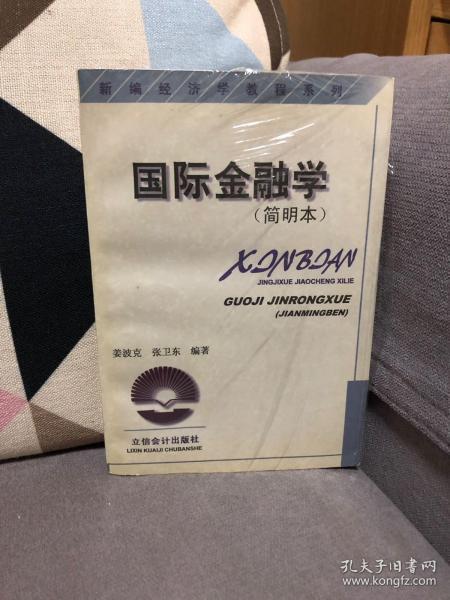 新编经济学教程系列
国际金融学
（简明本）
XINBIAN
JINGJIXUE JIAOCHENG XILIE
GUOJI JINRONGXUE
(JIANMINGBEN)
姜波克 张卫东 编著
立信会计出版社
LIXIN KUAIJI CHUBANSHE
孔夫子旧书网
www.kongfz.com